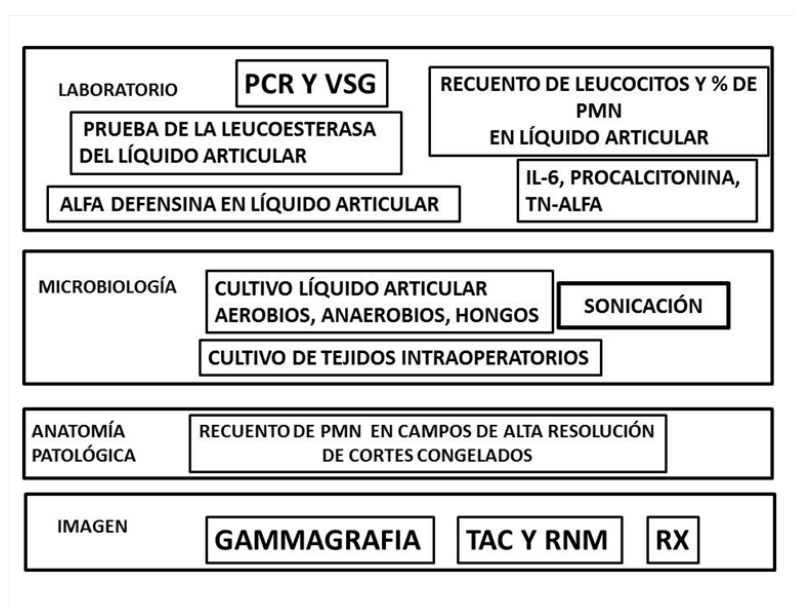 LABORATORIO
PCR Y VSG
RECUENTO DE LEUCOCITOS Y % DE
PMN
EN LÍQUIDO ARTICULAR
PRUEBA DE LA LEUCOESTERASA
DEL LÍQUIDO ARTICULAR
IL-6, PROCALCITONINA,
TN-ALFA
ALFA DEFENSINA EN LÍQUIDO ARTICULAR
MICROBIOLOGÍA
CULTIVO LÍQUIDO ARTICULAR
AEROBIOS, ANAEROBIOS, HONGOS
SONICACIÓN
CULTIVO DE TEJIDOS INTRAOPERATORIOS
ANATOMÍA
PATOLÓGICA
RECUENTO DE PMN EN CAMPOS DE ALTA RESOLUCIÓN
DE CORTES CONGELADOS
IMAGEN
GAMMAGRAFIA
TAC Y RNM
RX